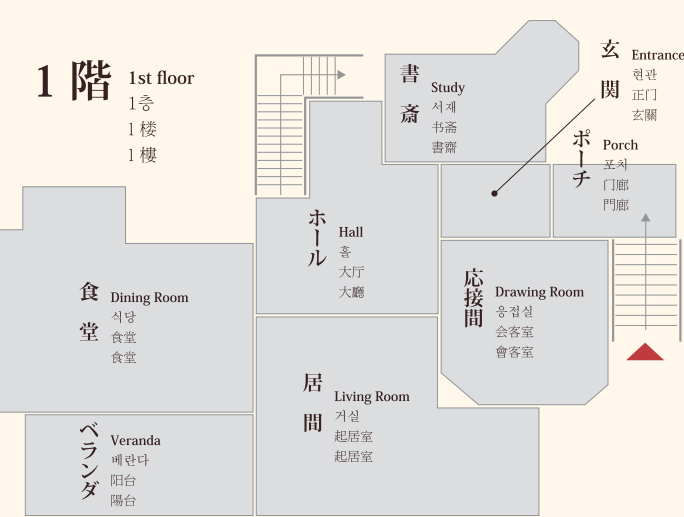 1 階
1st floor
1층
1 楼
1 樓
書斎
Study
서재
书斋
書齋
玄関
Entrance
현관
正门
玄關
ポーチ
Porch
포치
门廊
門廊
ホール
Hall
홀
大厅
大廳
応接間
Drawing Room
응접실
会客室
會客室
食堂
Dining Room
식당
食堂
食堂
居間
Living Room
거실
起居室
起居室
ベランダ
Veranda
베란다
阳台
陽台